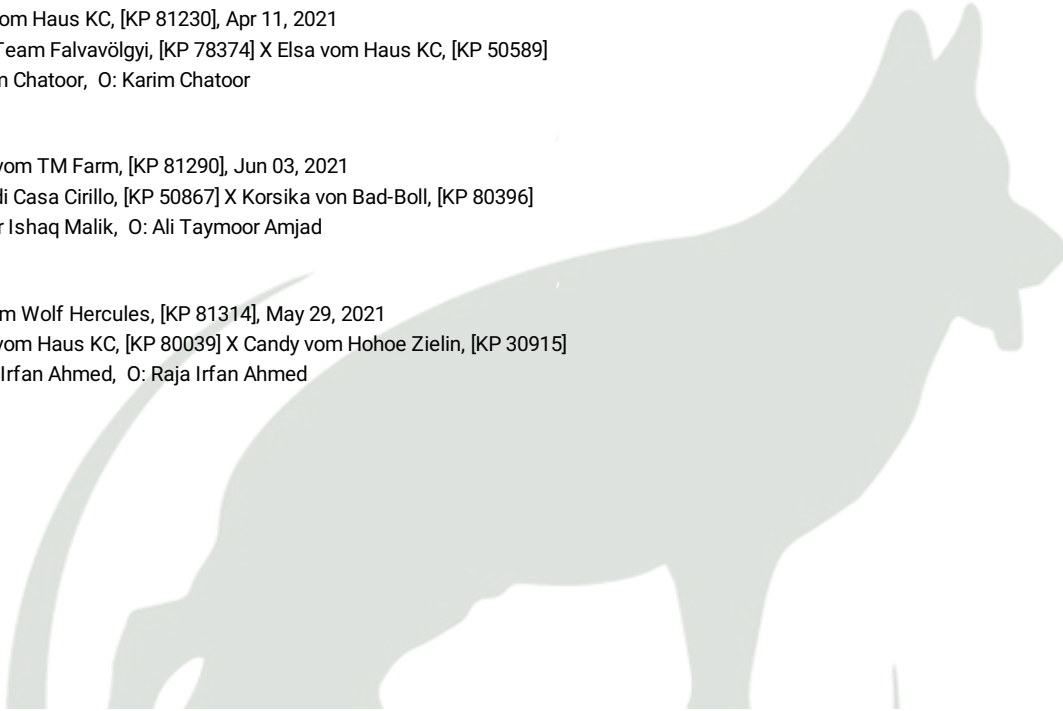 vom Haus KC, [KP 81230], Apr 11, 2021
Team Falvavölgyi, [KP 78374] X Elsa vom Haus KC, [KP 50589]
Chatoor, O: Karim Chatoor
vom TM Farm, [KP 81290], Jun 03, 2021
di Casa Cirillo, [KP 50867] X Korsika von Bad-Boll, [KP 80396]
Ishaq Malik, O: Ali Taymoor Amjad
Wolf Hercules, [KP 81314], May 29, 2021
vom Haus KC, [KP 80039] X Candy vom Hohoe Zielin, [KP 30915]
Irfan Ahmed, O: Raja Irfan Ahmed